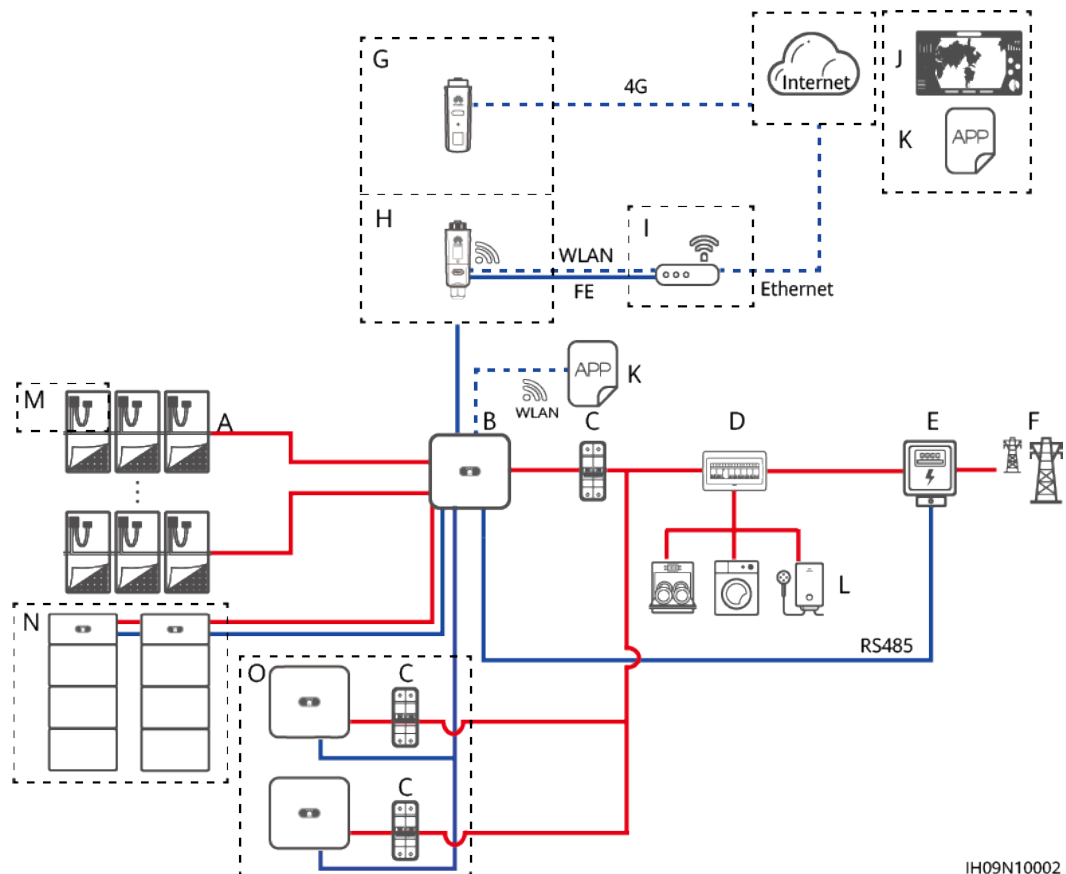 G
4G
Internet
J
K
APP
H
WLAN
FE
I
Ethernet
APP
K
WLAN
M
A
B
C
D
E
F
L
N
RS485
O
C
C
IH09N10002